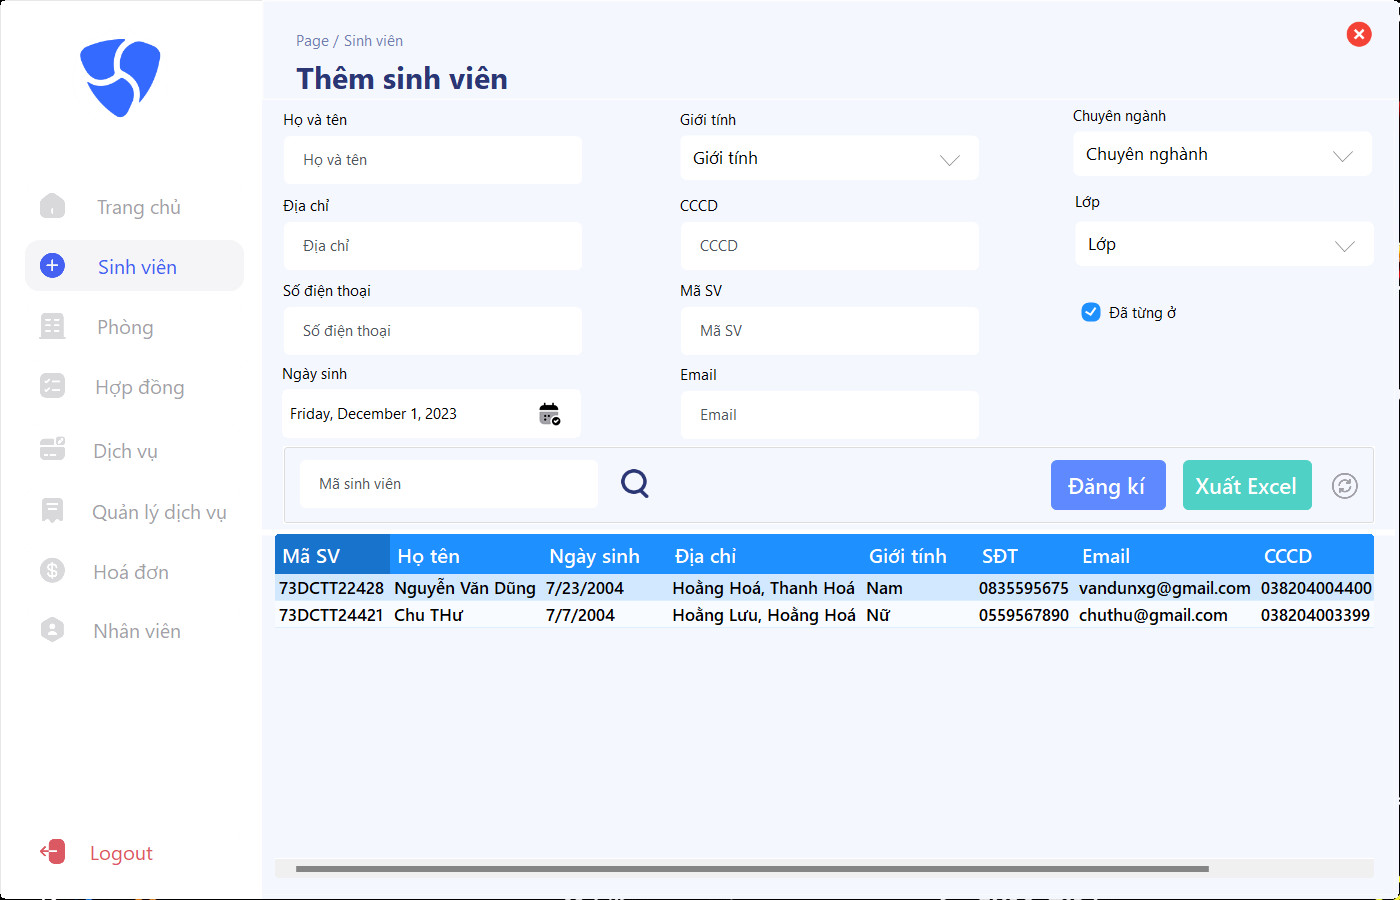 Page / Sinh viên
Thêm sinh viên
Trang chủ
Sinh viên
Phòng
Hợp đồng
Dịch vụ
Quản lý dịch vụ
Hoá đơn
Nhân viên
Logout
Họ và tên
Họ và tên
Địa chỉ
Địa chỉ
Số điện thoại
Số điện thoại
Ngày sinh
Friday, December 1, 2023
Giới tính
Giới tính
CCCD
CCCD
Mã SV
Mã SV
Email
Email
Chuyên ngành
Chuyên nghành
Lớp
Lớp
Đã từng ở
Mã sinh viên
Đăng kí
Xuất Excel
Mã SV Họ tên Ngày sinh Địa chỉ Giới tính SĐT Email CCCD
73DCTT22428 Nguyễn Văn Dũng 7/23/2004 Hoằng Hoá, Thanh Hoá Nam 0835595675 vandunxg@gmail.com 038204004400
73DCTT24421 Chu THư 7/7/2004 Hoằng Lưu, Hoằng Hoá Nữ 0559567890 chuthu@gmail.com 038204003399